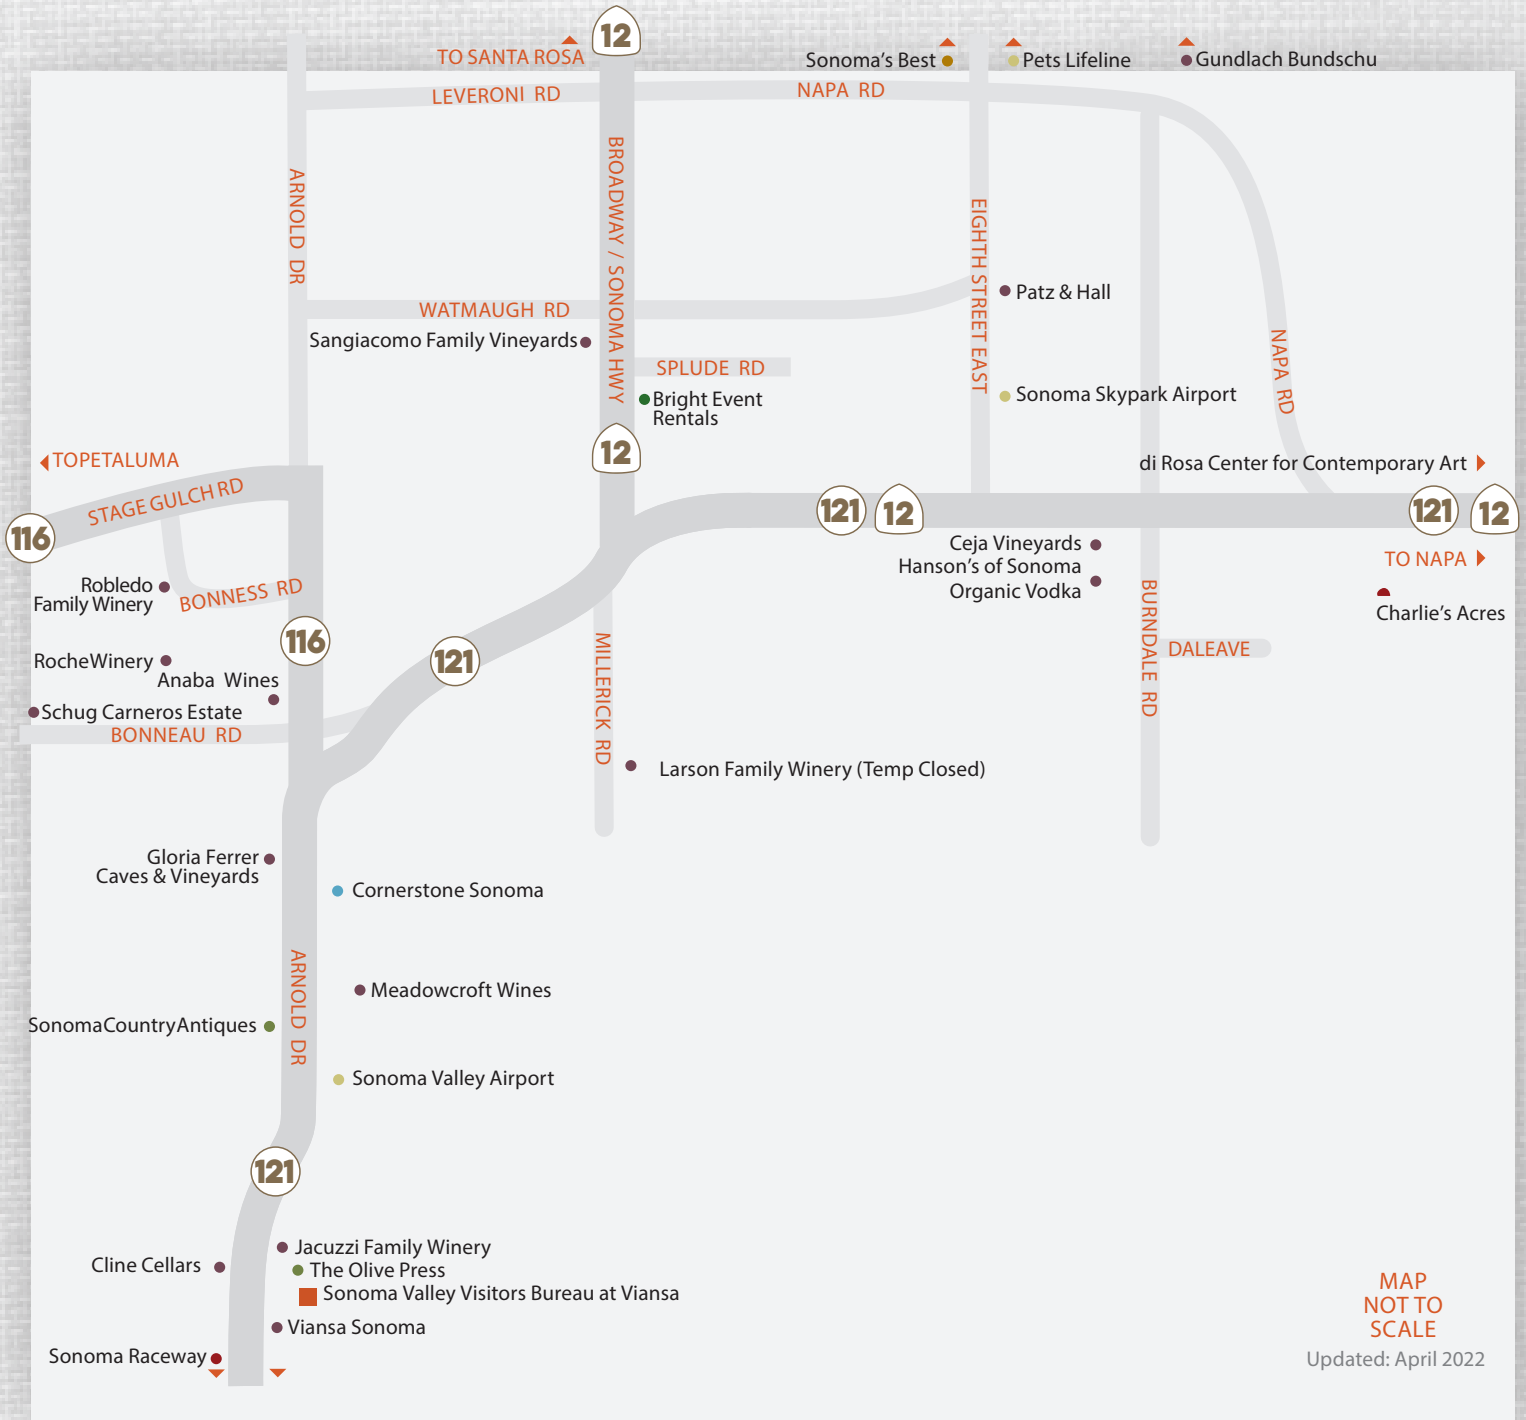 12
TO SANTA ROSA
Sonoma's Best
Pets Lifeline
Gundlach Bundschu
LEVERONI RD
NAPA RD
ARNOLD DR
BROADWAY / SONOMA HWY
EIGHTH STREET EAST
Patz & Hall
WATMAUGH RD
Sangiacomo Family Vineyards
SPLUDE RD
NAPA RD
Bright Event
Rentals
Sonoma Skypark Airport
12
TOPETALUMA
di Rosa Center for Contemporary Art
STAGE GULCH RD
116
121
12
121
12
Ceja Vineyards
Hanson's of Sonoma
Organic Vodka
TO NAPA
Charlie's Acres
Robledo
Family Winery
BONNESS RD
116
121
MILLERICK RD
BURNDALE RD
DALEAVE
RocheWinery
Anaba Wines
Schug Carneros Estate
BONNEAU RD
Larson Family Winery (Temp Closed)
Gloria Ferrer
Caves & Vineyards
Cornerstone Sonoma
ARNOLD DR
Meadowcroft Wines
SonomaCountryAntiques
Sonoma Valley Airport
121
Jacuzzi Family Winery
Cline Cellars
The Olive Press
Sonoma Valley Visitors Bureau at Viansa
Viansa Sonoma
Sonoma Raceway
MAP
NOT TO
SCALE
Updated: April 2022